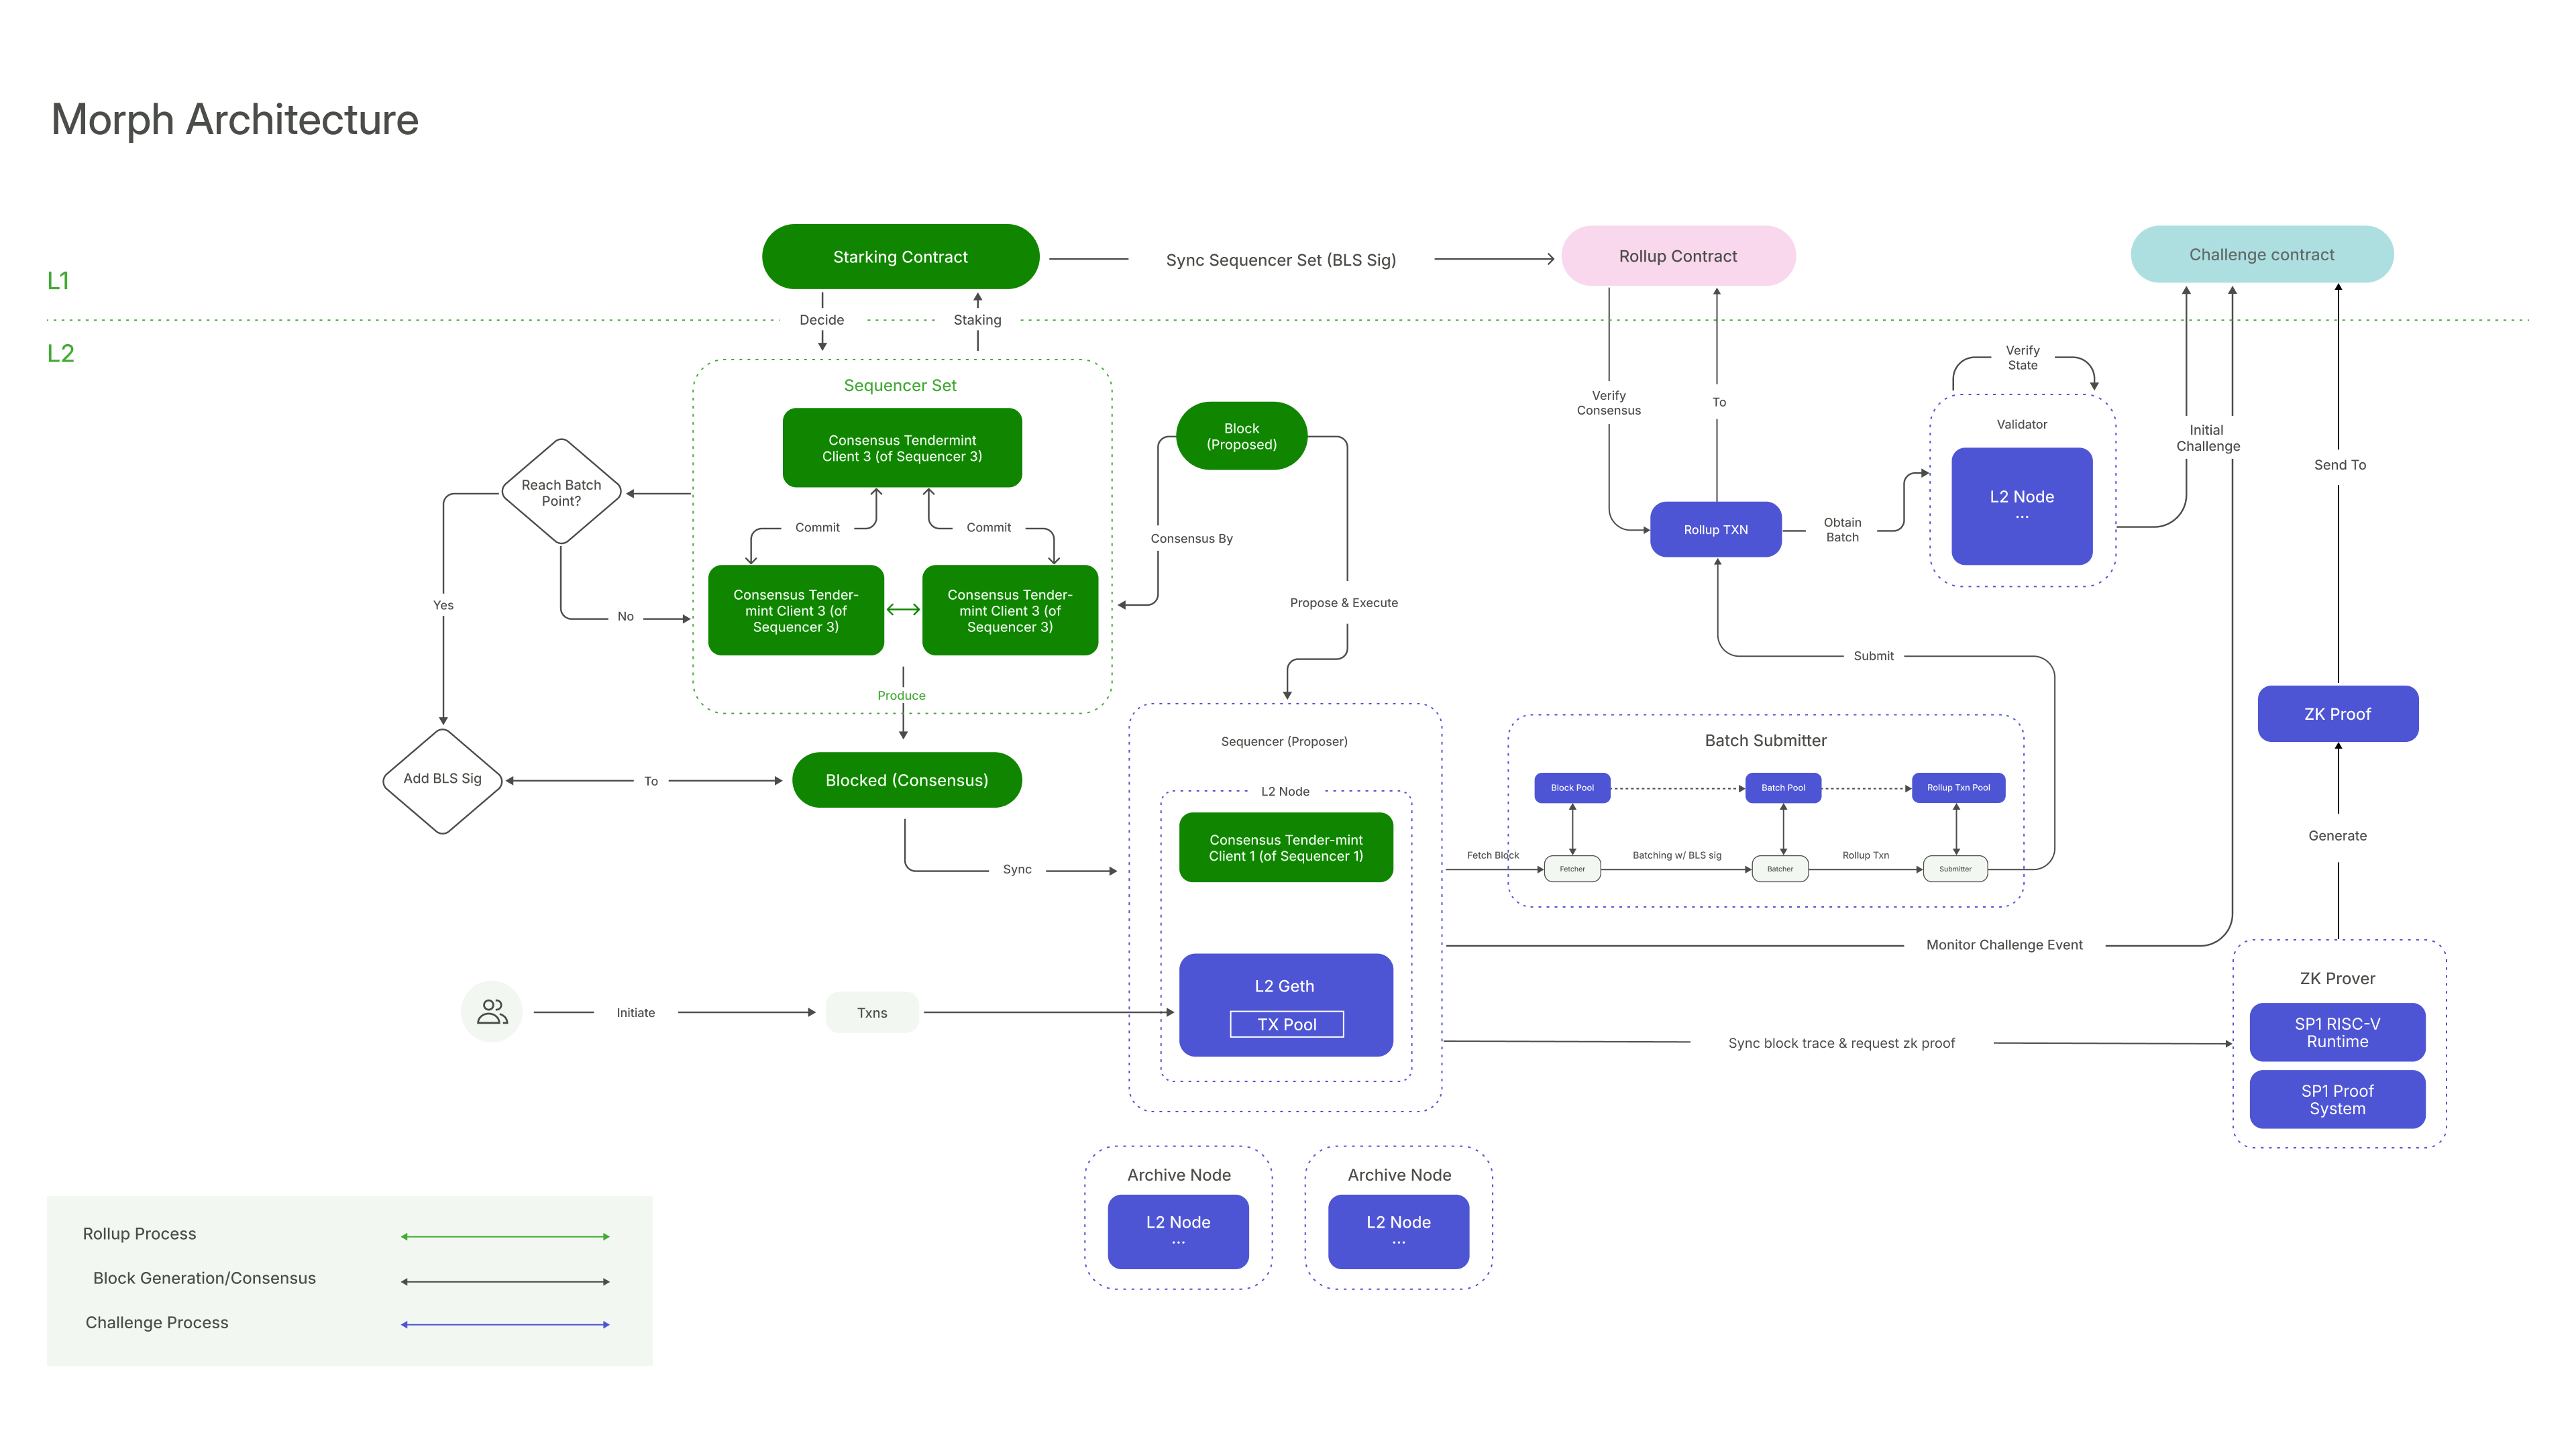 Morph Architecture
L1
L2
Starking Contract
Sync Sequencer Set (BLS Sig)
Rollup Contract
Challenge contract
Decide
Staking
Sequencer Set
Consensus Tendermint
Client 3 (of Sequencer 3)
Commit
Commit
Consensus Tender-
mint Client 3 (of
Sequencer 3)
Consensus Tender-
mint Client 3 (of
Sequencer 3)
Produce
Reach Batch
Point?
Yes
No
Add BLS Sig
To
Blocked (Consensus)
Sync
Block
(Proposed)
Consensus By
Propose & Execute
Verify
Consensus
To
Rollup TXN
Obtain
Batch
Verify
State
Validator
L2 Node
...
Initial
Challenge
Send To
Submit
ZK Proof
Generate
Sequencer (Proposer)
L2 Node
Consensus Tender-mint
Client 1 (of Sequencer 1)
L2 Geth
TX Pool
Batch Submitter
Block Pool
Batch Pool
Rollup Txn Pool
Fetch Block
Batching w/ BLS sig
Rollup Txn
Fetcher
Batcher
Submitter
Monitor Challenge Event
Initiate
Txns
Sync block trace & request zk proof
ZK Prover
SP1 RISC-V
Runtime
SP1 Proof
System
Archive Node
L2 Node
...
Archive Node
L2 Node
...
Rollup Process
Block Generation/Consensus
Challenge Process